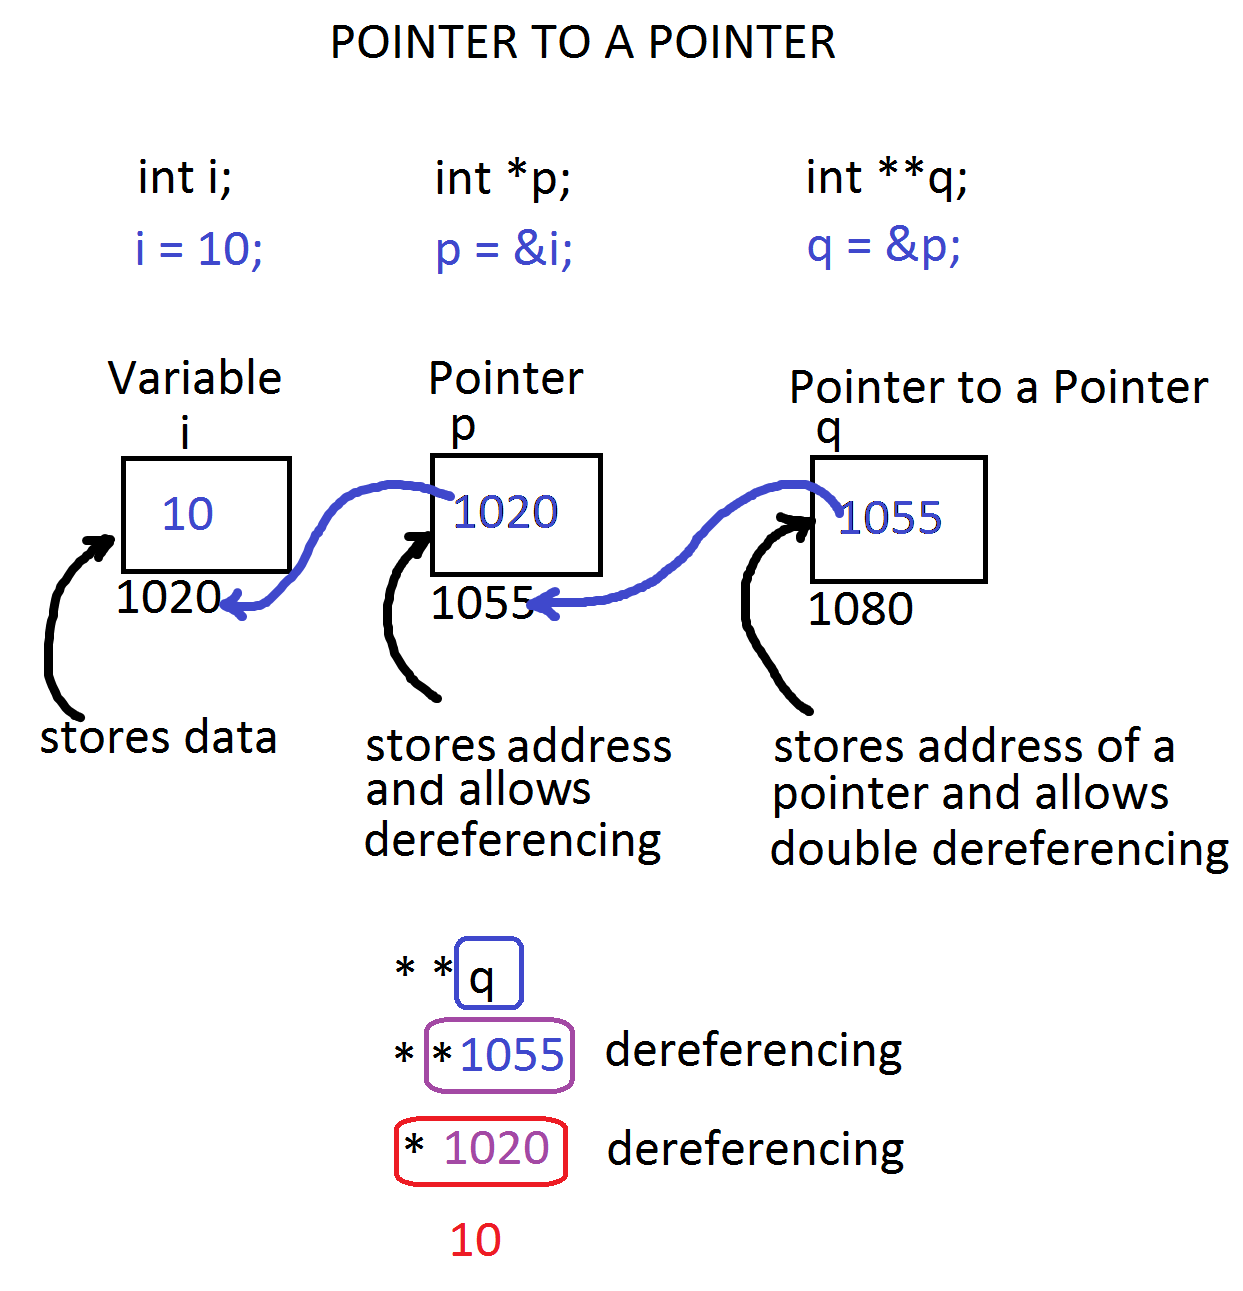 POINTER TO A POINTER
int i;
int *p;
int **q;
i = 10;
p = &i;
q = &p;
Variable
i
Pointer
p
Pointer to a Pointer
q
10
1020
1055
1020
1055
1080
stores data
stores address
and allows
dereferencing
stores address of a
pointer and allows
double dereferencing
* * q
* * 1055 dereferencing
* 1020 dereferencing
10